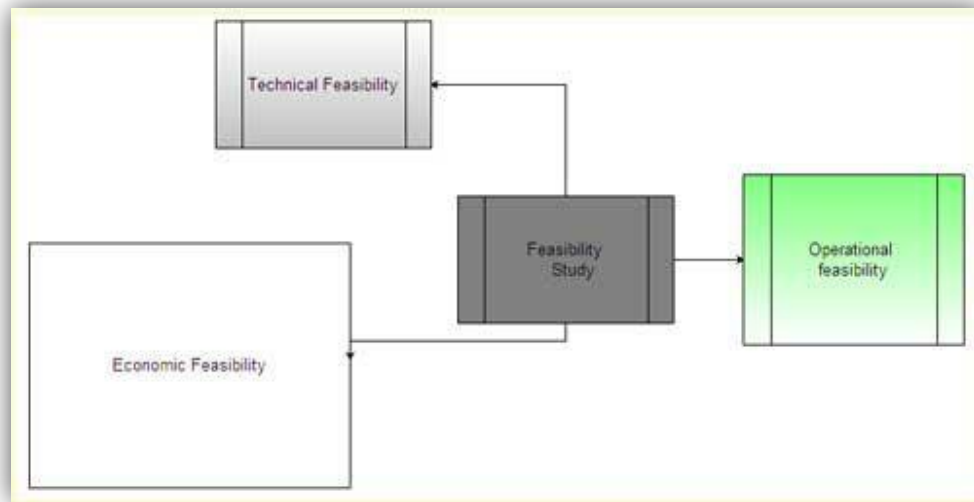 Technical Feasibility
Feasibility
Study
Operational
feasibility
Economic Feasibility